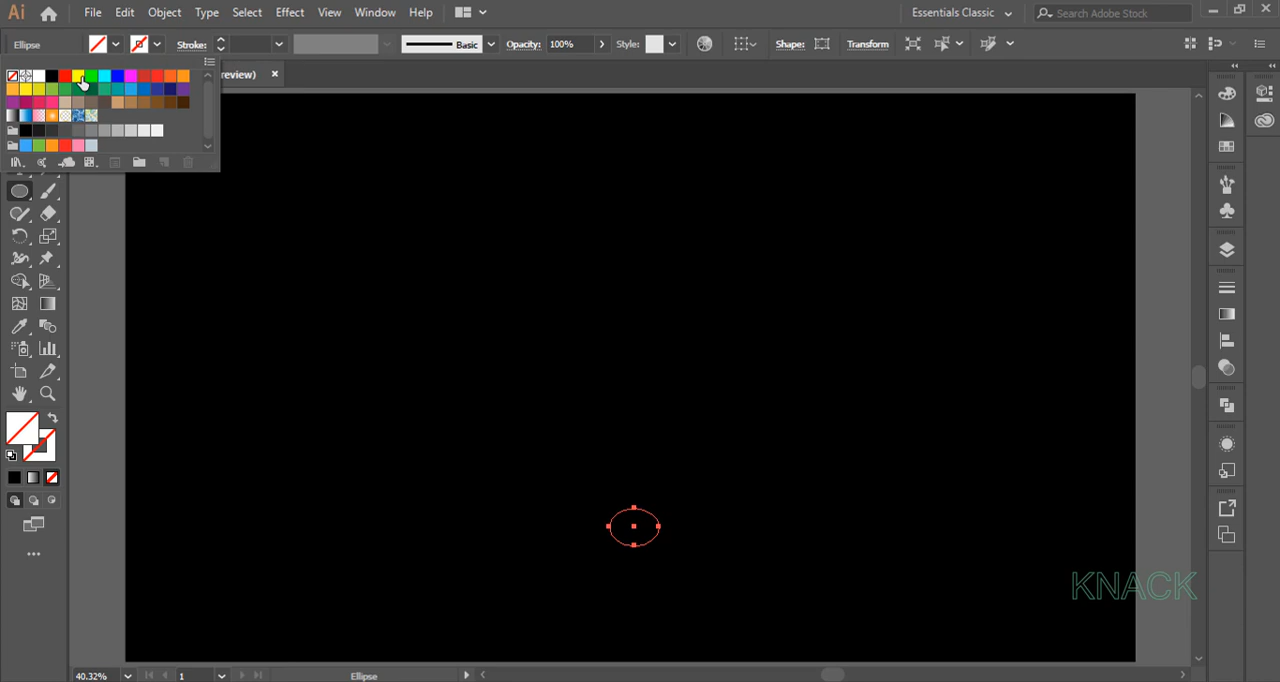 Ai File Edit Object Type Select Effect View Window Help Essentials Classic Search Adobe Stock
Ellipse Stroke: Basic Opacity: 100% Style: Shape: Transform
review)
KNACK
40.32% 1 Ellipse